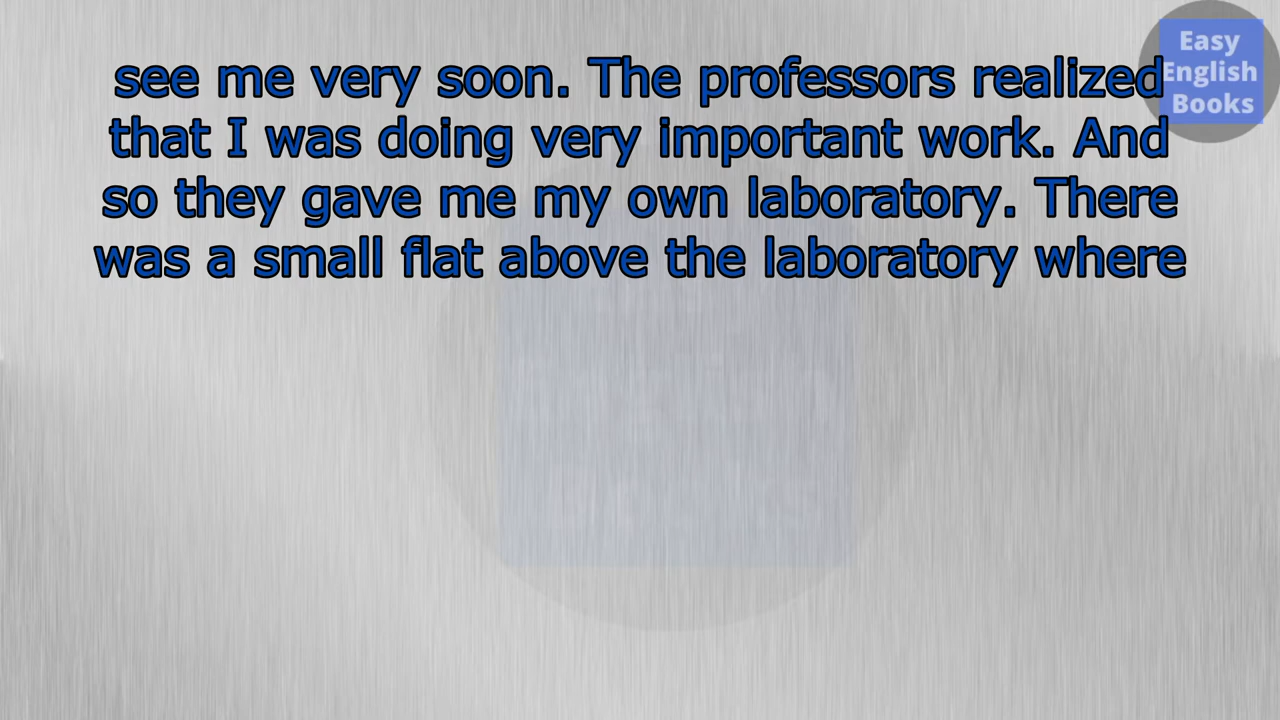 see me very soon. The professors realized
that I was doing very important work. And
so they gave me my own laboratory. There
was a small flat above the laboratory where
Easy
English
Books